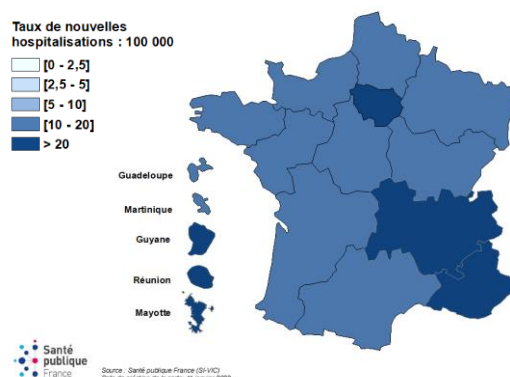 Taux de nouvelles
hospitalisations : 100 000
[0 - 2,5]
[2,5 - 5]
[5 - 10]
[10 - 20]
> 20
Guadeloupe
Martinique
Guyane
Réunion
Mayotte
Santé
publique
France
Source : Santé publique France (SI-VIC)